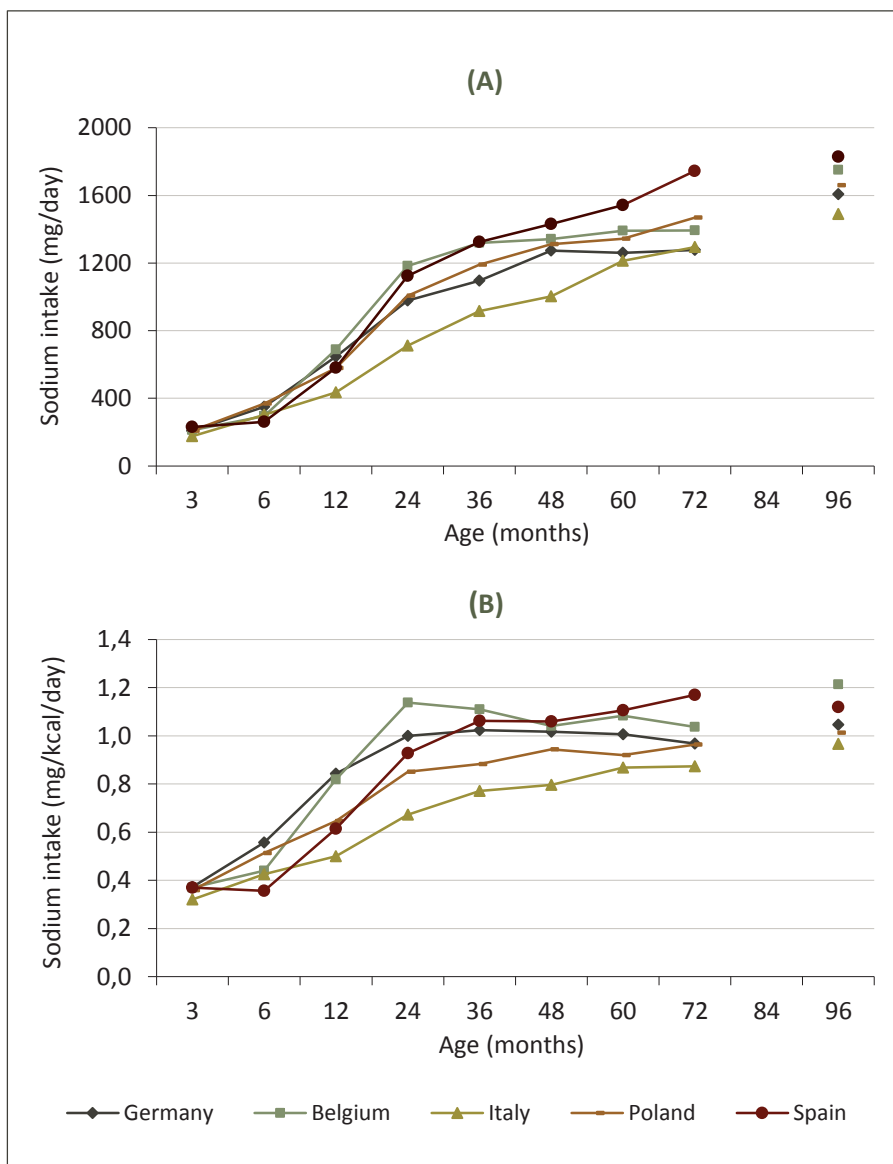 (A)
Sodium intake (mg/day)
2000
1600
1200
800
400
0
3 6 12 24 36 48 60 72 84 96
Age (months)
(B)
Sodium intake (mg/kcal/day)
1,4
1,2
1,0
0,8
0,6
0,4
0,2
0,0
3 6 12 24 36 48 60 72 84 96
Age (months)
Germany Belgium Italy Poland Spain